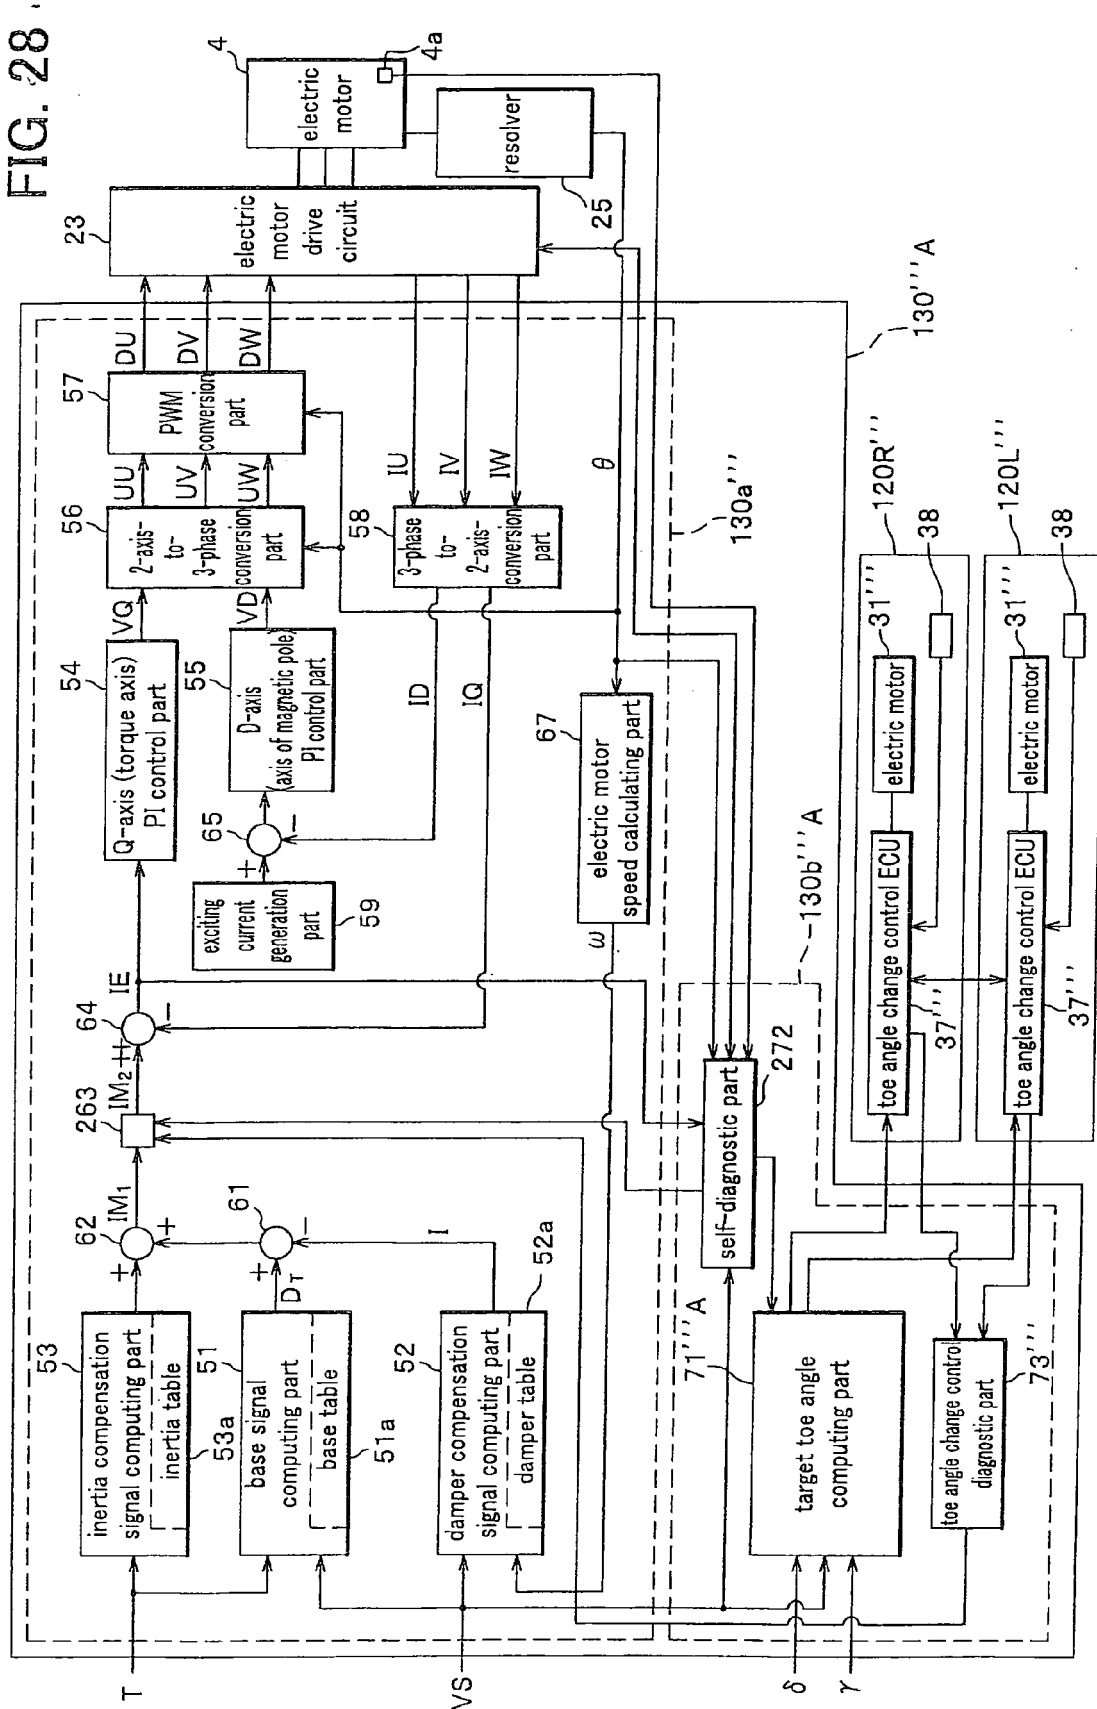 FIG. 28
4
4a
electric
motor
resolver
25
23
electric
motor
drive
circuit
DU
DV
DW
57
PWM
conversion
part
UU
UV
UW
56
2-axis-
to-
3-phase
conversion
part
VQ
VD
54
Q-axis (torque axis)
PI control part
55
D-axis
(axis of magnetic pole)
PI control part
65
+
−
exciting
current
generation
part
59
IU
IV
IW
58
3-phase
to-
2-axis-
conversion
part
ID
IQ
θ
67
electric motor
speed calculating part
ω
IE
64
+
−
IM2
263
IM1
62
+
+
61
+
−
DT
I
53
inertia compensation
signal computing part
inertia table
53a
51
base signal
computing part
base table
51a
52
damper compensation
signal computing part
damper table
52a
T
VS
δ
γ
self-diagnostic part
272
71'''A
target toe angle
computing part
toe angle change control
diagnostic part
73'''
130''''A
130a''''
130b'''A
120R'''
38
31'''
electric motor
toe angle change control ECU
37'''
120L'''
38
31'''
electric motor
toe angle change control ECU
37'''